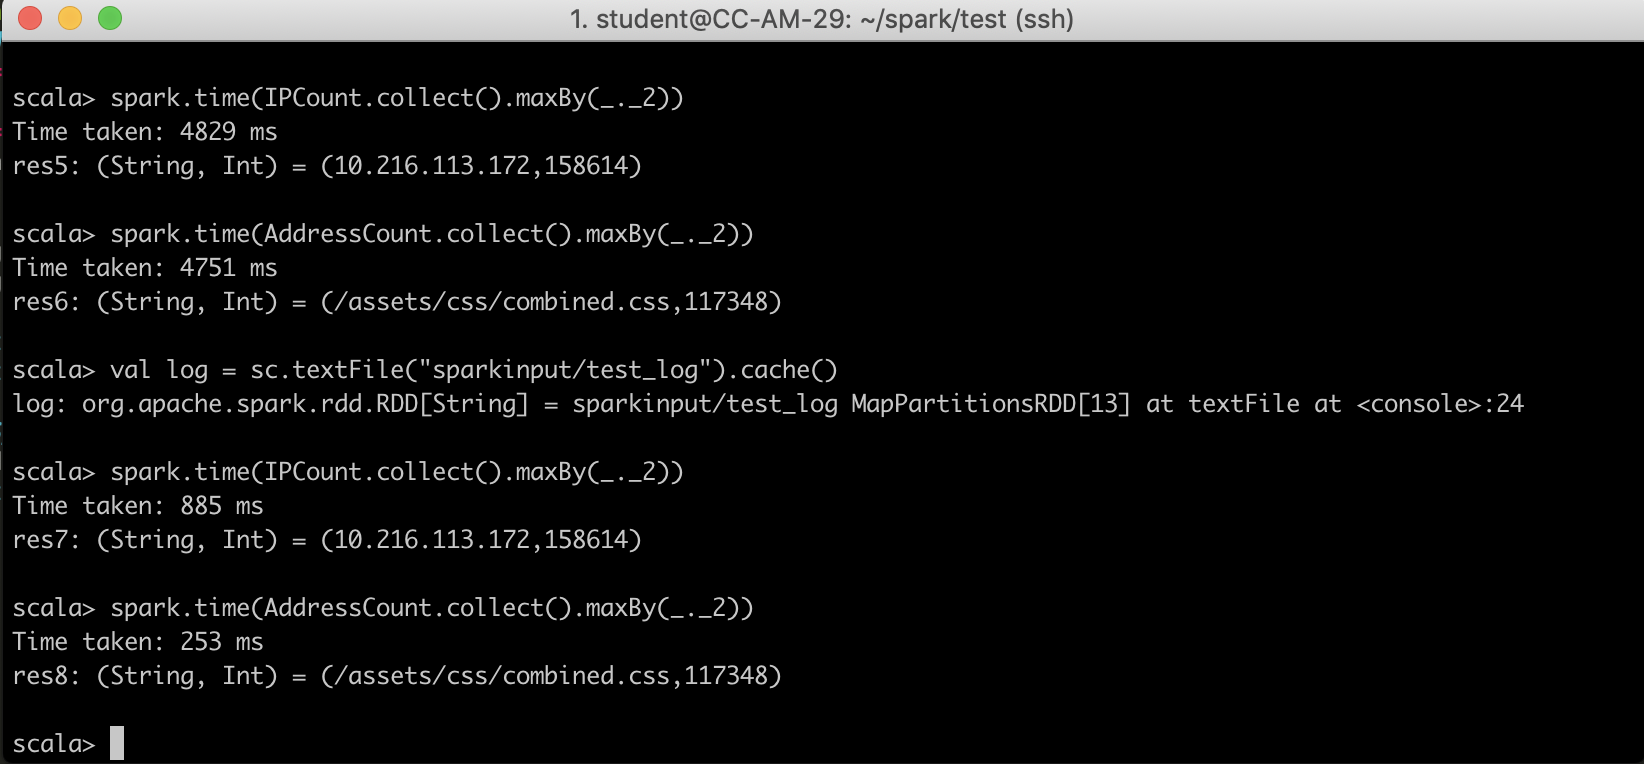 1. student@CC-AM-29: ~/spark/test (ssh)
scala> spark.time(IPCount.collect().maxBy(_._2))
Time taken: 4829 ms
res5: (String, Int) = (10.216.113.172,158614)
scala> spark.time(AddressCount.collect().maxBy(_._2))
Time taken: 4751 ms
res6: (String, Int) = (/assets/css/combined.css,117348)
scala> val log = sc.textFile("sparkinput/test_log").cache()
log: org.apache.spark.rdd.RDD[String] = sparkinput/test_log MapPartitionsRDD[13] at textFile at <console>:24
scala> spark.time(IPCount.collect().maxBy(_._2))
Time taken: 885 ms
res7: (String, Int) = (10.216.113.172,158614)
scala> spark.time(AddressCount.collect().maxBy(_._2))
Time taken: 253 ms
res8: (String, Int) = (/assets/css/combined.css,117348)
scala>